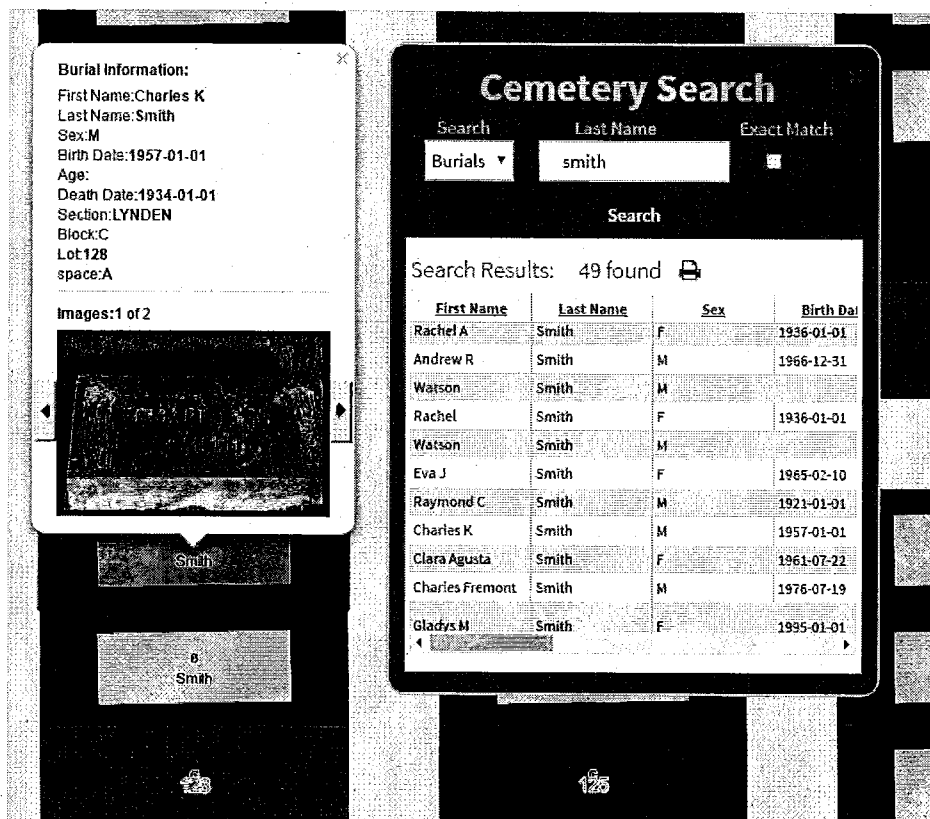 Burial Information:
First Name:Charles K
Last Name:Smith
Sex:M
Birth Date:1957-01-01
Age:
Death Date:1934-01-01
Section:LYNDEN
Block:C
Lot:128
space:A
Images:1 of 2
Smith
Smith
128
Cemetery Search
Search Last Name Exact Match
Burials smith
Search
Search Results: 49 found
First Name Last Name Sex Birth Dat
Rachel A Smith F 1936-01-01
Andrew R Smith M 1966-12-31
Watson Smith M
Rachel Smith F 1936-01-01
Watson Smith M
Eva J Smith F 1965-02-10
Raymond C Smith M 1921-01-01
Charles K Smith M 1957-01-01
Clara Agusta Smith F 1961-07-22
Charles Fremont Smith M 1976-07-19
Gladys M Smith F 1995-01-01
125